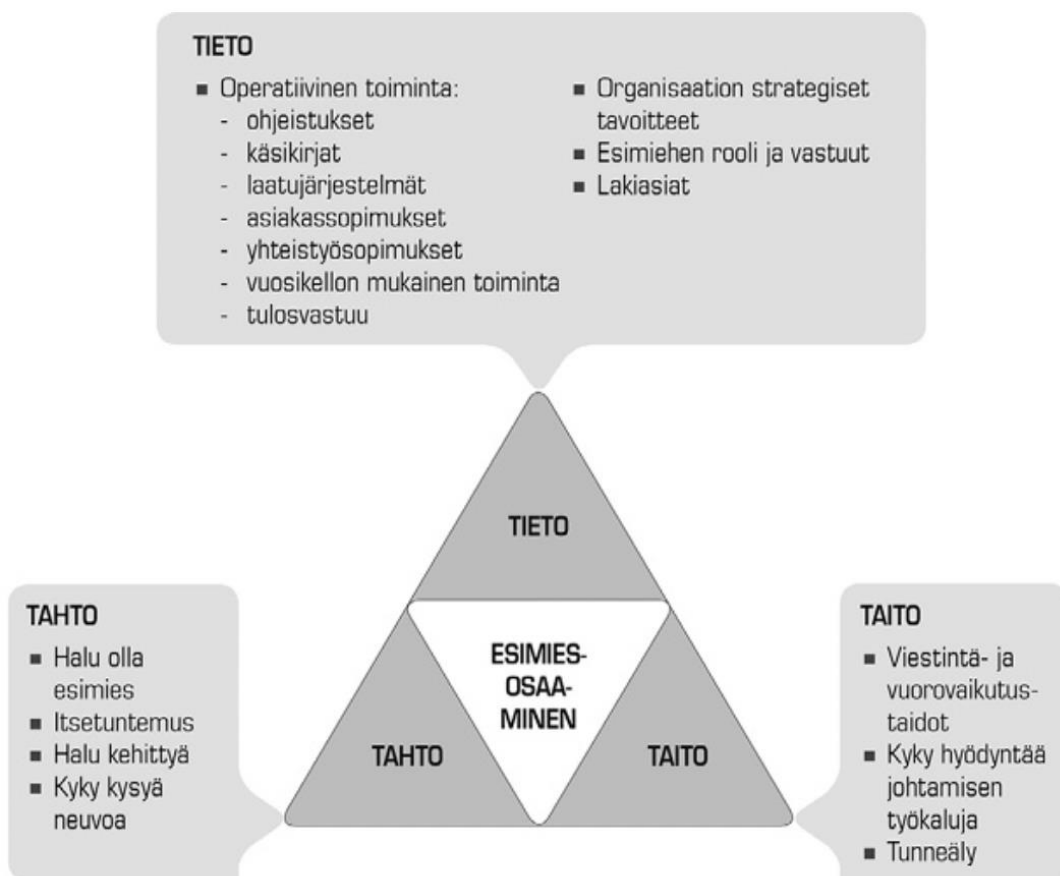 TIETO
▪ Operatiivinen toiminta:
- ohjeistukset
- käsikirjat
- laatujärjestelmät
- asiakassopimukset
- yhteistyösopimukset
- vuosikellon mukainen toiminta
- tulosvastuu
▪ Organisaation strategiset
tavoitteet
▪ Esimiehen rooli ja vastuut
▪ Lakiasiat
TIETO
ESIMIES-
OSAA-
MINEN
TAHTO
TAITO
TAHTO
▪ Halu olla
esimies
▪ Itsetuntemus
▪ Halu kehittyä
▪ Kyky kysyä
neuvoa
TAITO
▪ Viestintä- ja
vuorovaikutus-
taidot
▪ Kyky hyödyntää
johtamisen
työkaluja
▪ Tunneäly